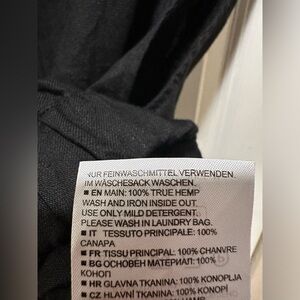 NUR FEINWASCHMITTEL VERWENDEN.
IM WÄSCHESACK WASCHEN.
■ EN MAIN: 100% TRUE HEMP
WASH AND IRON INSIDE OUT.
USE ONLY MILD DETERGENT.
PLEASE WASH IN LAUNDRY BAG.
■ IT TESSUTO PRINCIPALE: 100%
CANAPA
■ FR TISSU PRINCIPAL: 100% CHANVRE
■ BG ОСНОВЕН МАТЕРИАЛ: 100%
КОНОП
■ HR GLAVNA TKANINA: 100% KONOPLJA
■ CZ HLAVNÍ TKANINA: 100% KONOPÍ